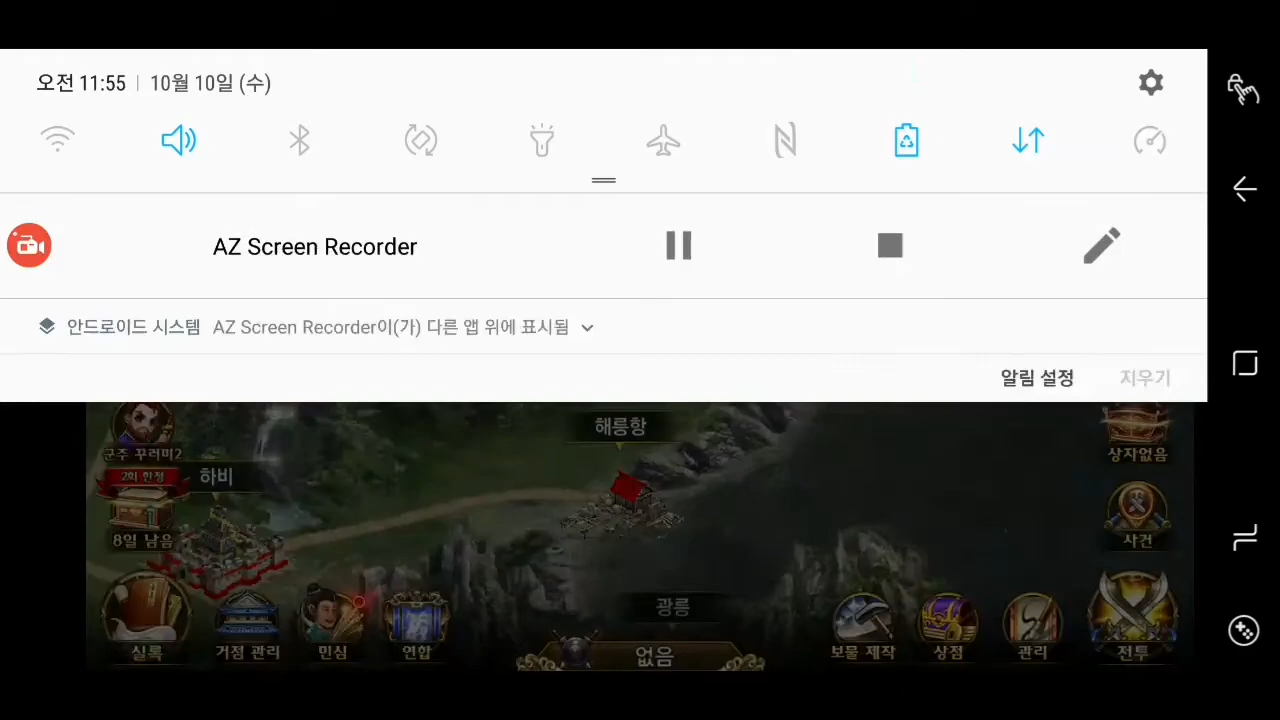 오전 11:55 | 10월 10일 (수)
AZ Screen Recorder
안드로이드 시스템 AZ Screen Recorder이(가) 다른 앱 위에 표시됨
알림 설정 지우기
해릉항
군주 꾸러미2
상자없음
2회 한정
하비
8일 남음
사건
광릉
실록
거점 관리
민심
연합
없음
보물 제작
상점
관리
전투